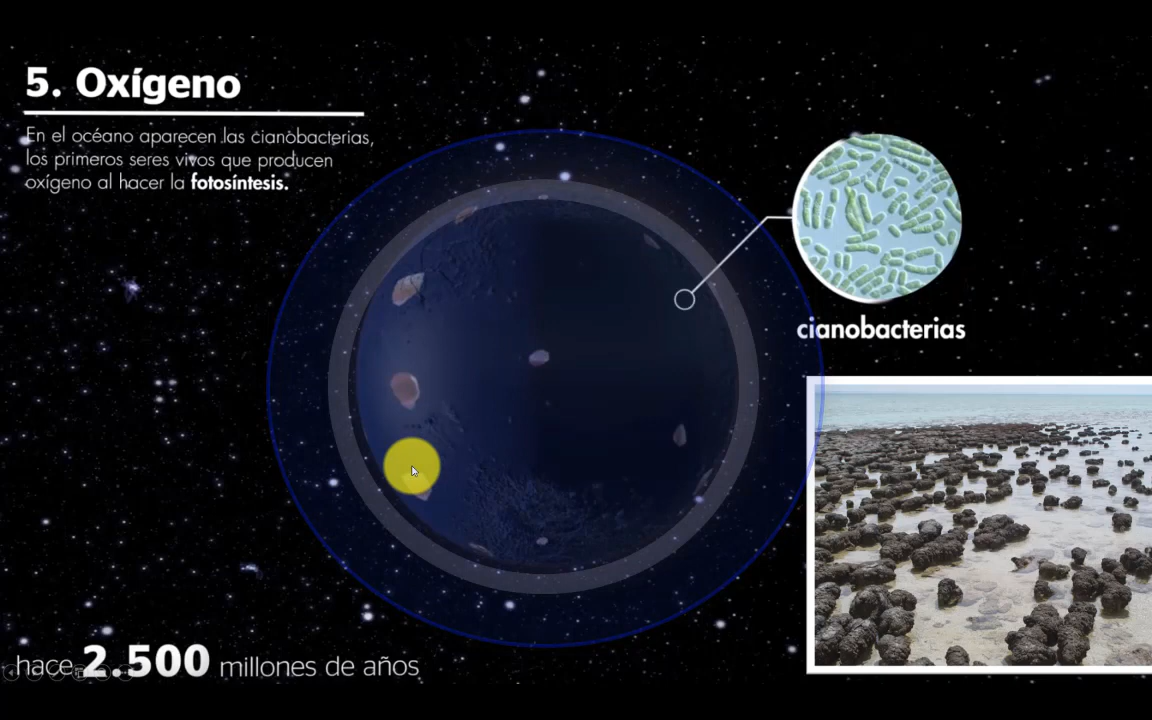 5. Oxígeno
En el océano aparecen las cianobacterias,
los primeros seres vivos que producen
oxígeno al hacer la fotosíntesis.
cianobacterias
hace 2.500 millones de años